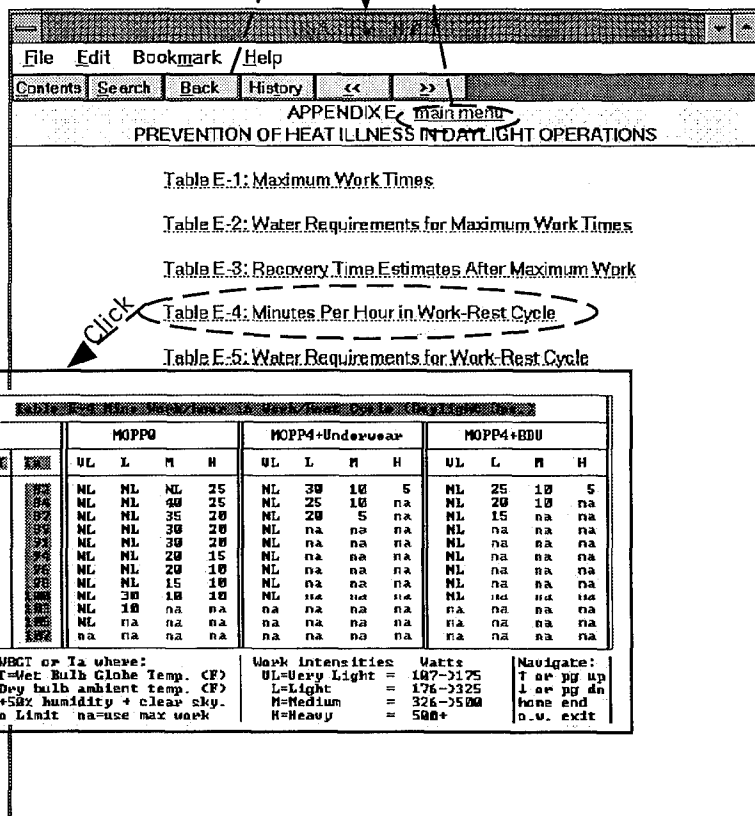 File Edit Bookmark Help
Contents Search Back History << >>
APPENDIX E main menu
PREVENTION OF HEAT ILLNESS IN DAYLIGHT OPERATIONS
Table E-1: Maximum Work Times
Table E-2: Water Requirements for Maximum Work Times
Table E-3: Recovery Time Estimates After Maximum Work
Click
Table E-4: Minutes Per Hour in Work-Rest Cycle
Table E-5: Water Requirements for Work-Rest Cycle
MOPP0 MOPP4+Underwear MOPP4+BDU
Ta VL L M H VL L M H VL L M H
NL NL NL 25 NL 30 10 5 NL 25 10 5
NL NL 40 25 NL 25 10 na NL 20 10 na
NL NL 35 20 NL 20 5 na NL 15 na na
NL NL 30 20 NL na na na NL na na na
NL NL 30 20 NL na na na NL na na na
NL NL 20 15 NL na na na NL na na na
NL NL 20 10 NL na na na NL na na na
NL NL 15 10 NL na na na NL na na na
NL 30 10 10 NL na na na NL na na na
NL 10 na na na na na na na na na na
NL na na na na na na na na na na na
na na na na na na na na na na na na
WBGT or Ta where: Work intensities Watts Navigate:
T=Wet Bulb Globe Temp. (F) VL=Very Light = 107->175 ↑ or pg up
Dry bulb ambient temp. (F) L=Light = 176->325 ↓ or pg dn
+50% humidity + clear sky. M=Medium = 326->500 home end
o Limit na=use max work H=Heavy = 500+ o.w. exit